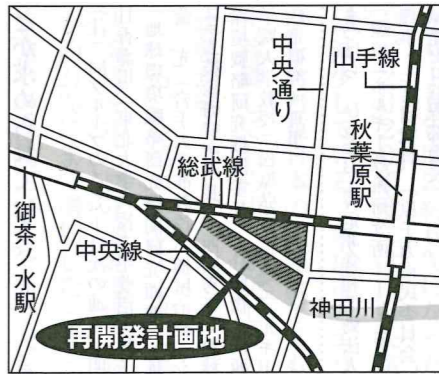 中央通り
山手線
秋葉原駅
総武線
御茶ノ水駅
中央線
神田川
再開発計画地